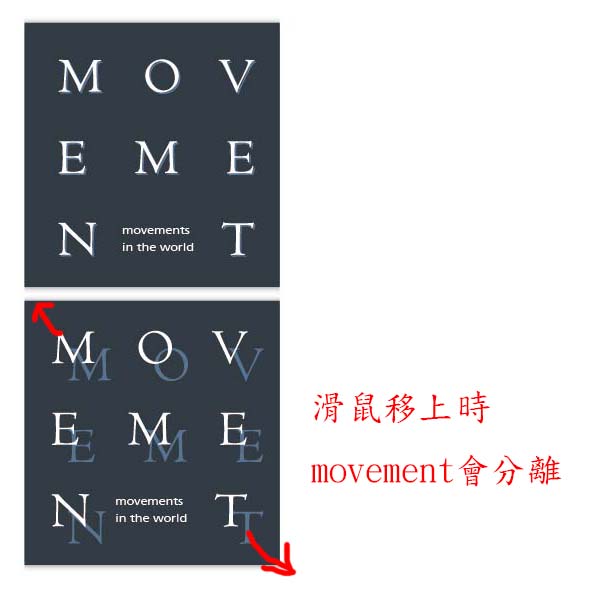 M O V
E M E
N movements
in the world T
M O V
E M E
N movements
in the world T
滑鼠移上時
movement會分離